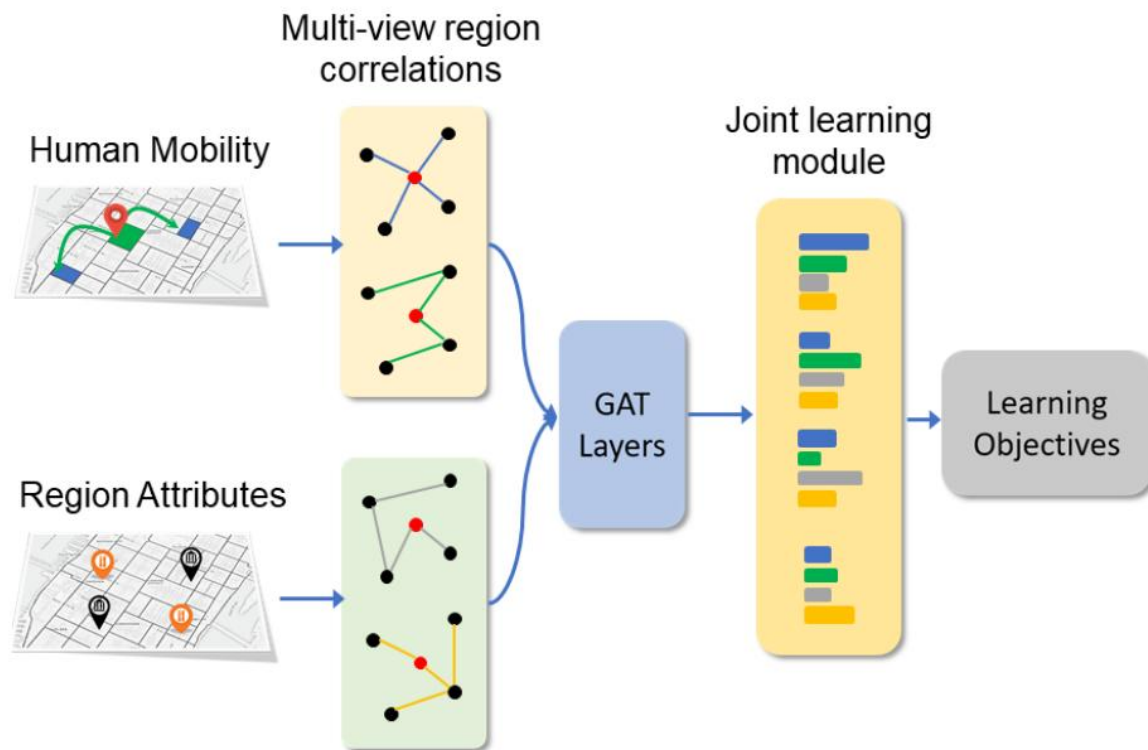 Multi-view region
correlations
Human Mobility
Joint learning
module
GAT
Layers
Learning
Objectives
Region Attributes